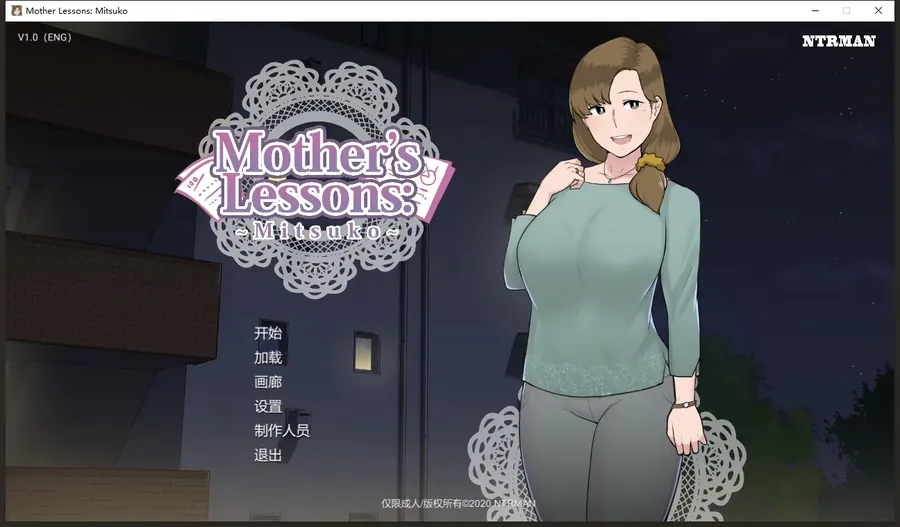 Mother Lessons: Mitsuko
V1.0 (ENG)
NTRMAN
Mother's
Lessons:
~Mitsuko~
开始
加载
画廊
设置
制作人员
退出
仅限成人/版权所有©2020 NTRMAN